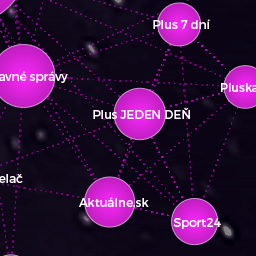 Plus 7 dní
avné správy
Pluska
Plus JEDEN DEŇ
elač
Aktuálne.sk
Sport24